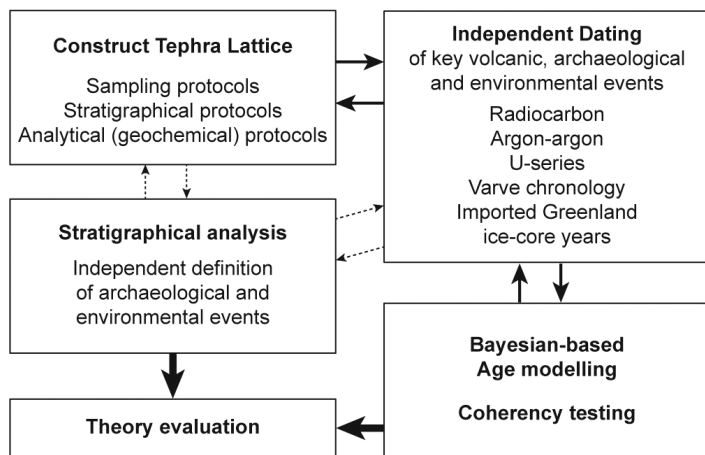 Construct Tephra Lattice
Sampling protocols
Stratigraphical protocols
Analytical (geochemical) protocols
Independent Dating
of key volcanic, archaeological
and environmental events
Radiocarbon
Argon-argon
U-series
Varve chronology
Imported Greenland
ice-core years
Stratigraphical analysis
Independent definition
of archaeological and
environmental events
Bayesian-based
Age modelling
Coherency testing
Theory evaluation